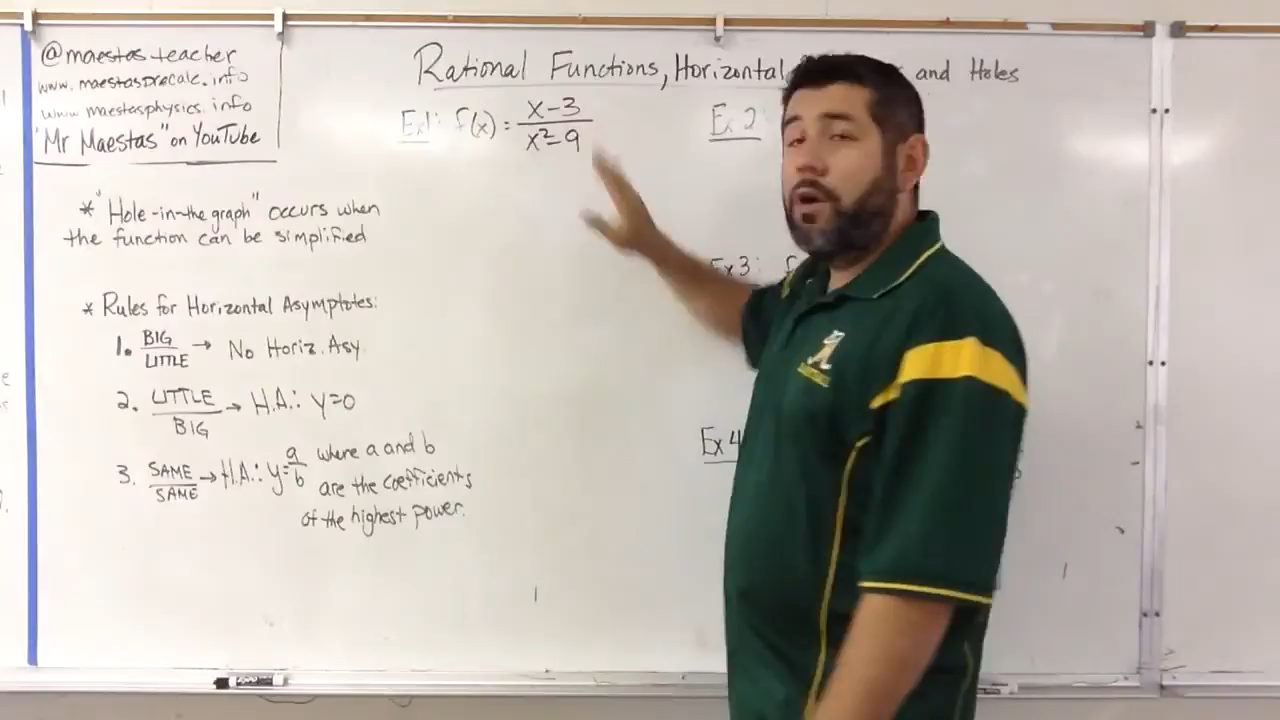 @maestas_teacher
www.maestasprecalc.info
www.maestasphysics.info
"Mr Maestas" on YouTube
Rational Functions, Horizontal and Holes
Ex1: f(x) = x-3 / x²-9
Ex 2:
* "Hole-in-the graph" occurs when
the function can be simplified
Ex3: f
* Rules for Horizontal Asymptotes:
1. BIG / LITTLE → No Horiz. Asy.
2. LITTLE / BIG → H.A.: y=0
Ex 4
3. SAME / SAME → H.A.: y= a/b where a and b
are the coefficients
of the highest power.